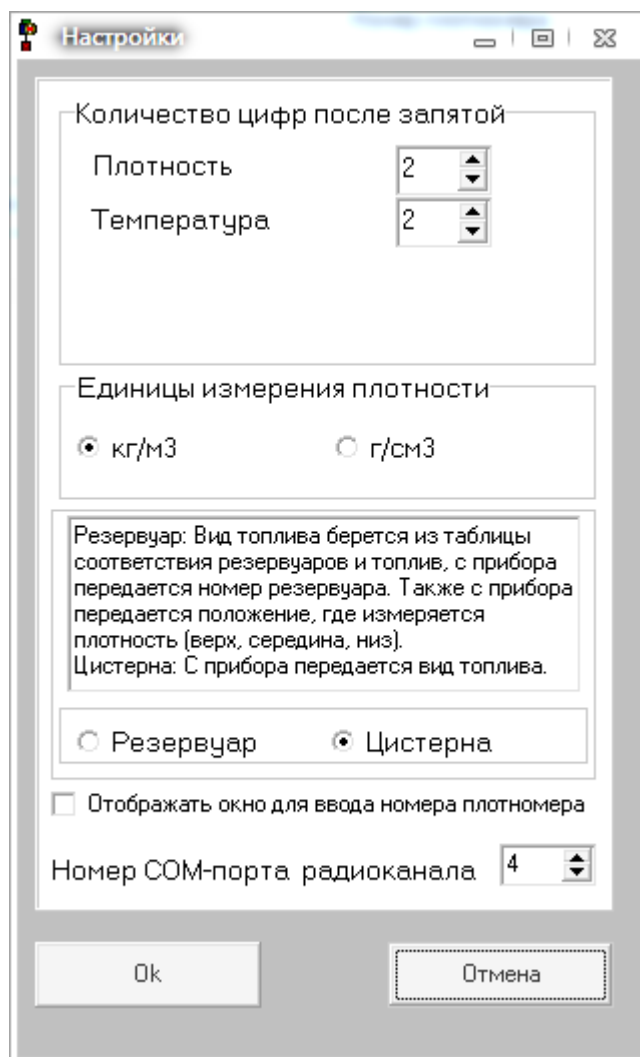 Настройки
Количество цифр после запятой
Плотность 2
Температура 2
Единицы измерения плотности
кг/м3 г/см3
Резервуар: Вид топлива берется из таблицы
соответствия резервуаров и топлив, с прибора
передается номер резервуара. Также с прибора
передается положение, где измеряется
плотность (верх, середина, низ).
Цистерна: С прибора передается вид топлива.
Резервуар Цистерна
Отображать окно для ввода номера плотномера
Номер COM-порта радиоканала 4
Ok Отмена